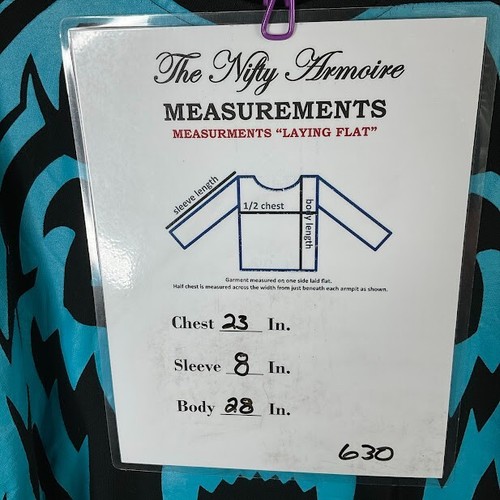 The Nifty Armoire
MEASUREMENTS
MEASURMENTS "LAYING FLAT"
sleeve length
1/2 chest
body length
Garment measured on one side laid flat.
Half chest is measured across the width from just beneath each armpit as shown.
Chest 23 In.
Sleeve 8 In.
Body 28 In.
630